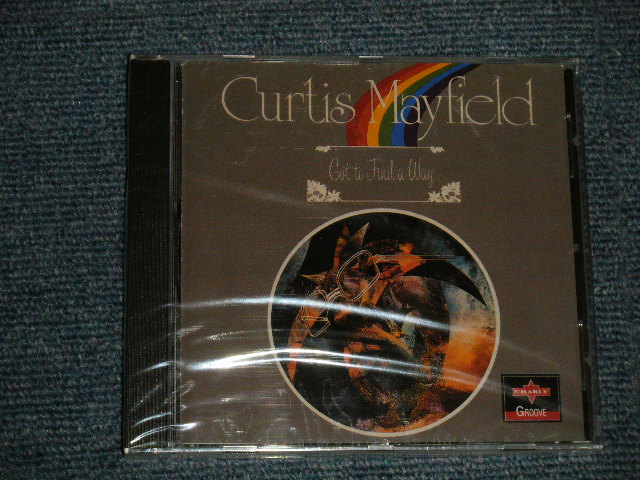 Curtis Mayfield
Got to Find a Way
CHARLY
GROOVE